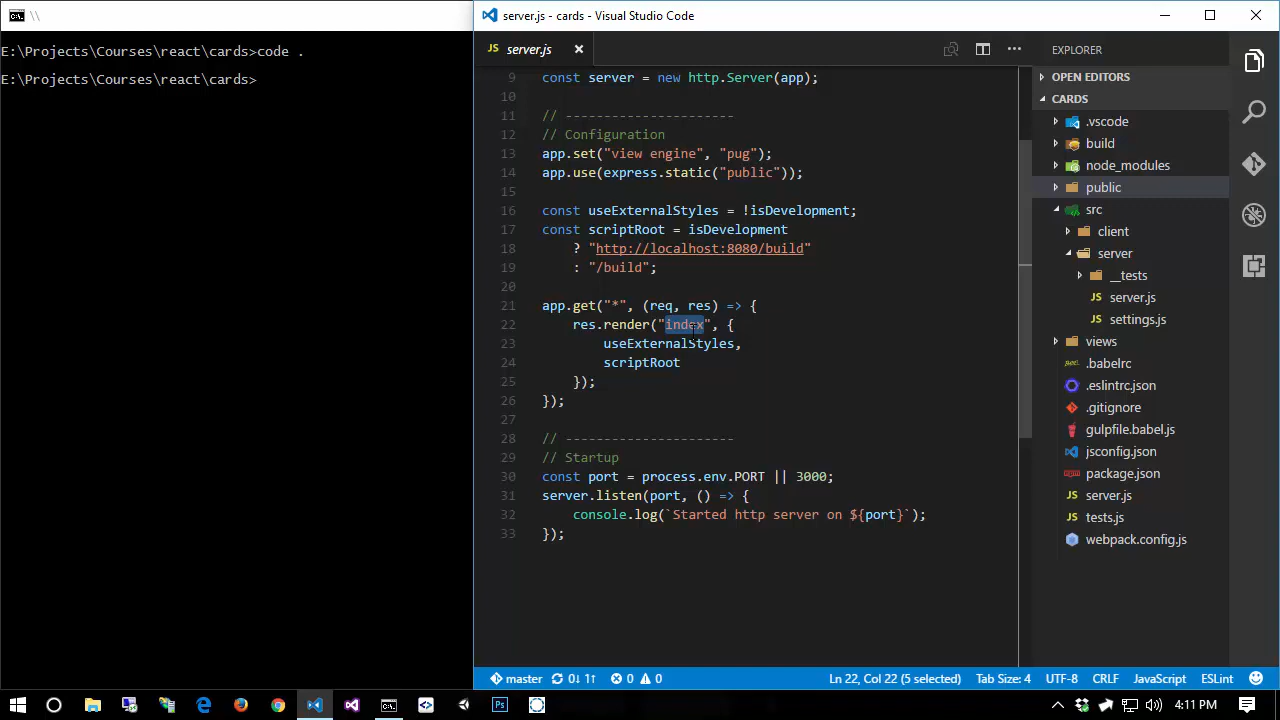 \\
server.js - cards - Visual Studio Code
E:\Projects\Courses\react\cards>code .
E:\Projects\Courses\react\cards>
JS server.js
9 const server = new http.Server(app);
10
11 // ----------------------
12 // Configuration
13 app.set("view engine", "pug");
14 app.use(express.static("public"));
15
16 const useExternalStyles = !isDevelopment;
17 const scriptRoot = isDevelopment
18 ? "http://localhost:8080/build"
19 : "/build";
20
21 app.get("*", (req, res) => {
22 res.render("index", {
23 useExternalStyles,
24 scriptRoot
25 });
26 });
27
28 // ----------------------
29 // Startup
30 const port = process.env.PORT || 3000;
31 server.listen(port, () => {
32 console.log(`Started http server on ${port}`);
33 });
EXPLORER
OPEN EDITORS
CARDS
.vscode
build
node_modules
public
src
client
server
__tests
JS server.js
JS settings.js
views
.babelrc
.eslintrc.json
.gitignore
gulpfile.babel.js
jsconfig.json
package.json
JS server.js
JS tests.js
webpack.config.js
master 0↓ 1↑ 0 0 Ln 22, Col 22 (5 selected) Tab Size: 4 UTF-8 CRLF JavaScript ESLint
Ps 4:11 PM